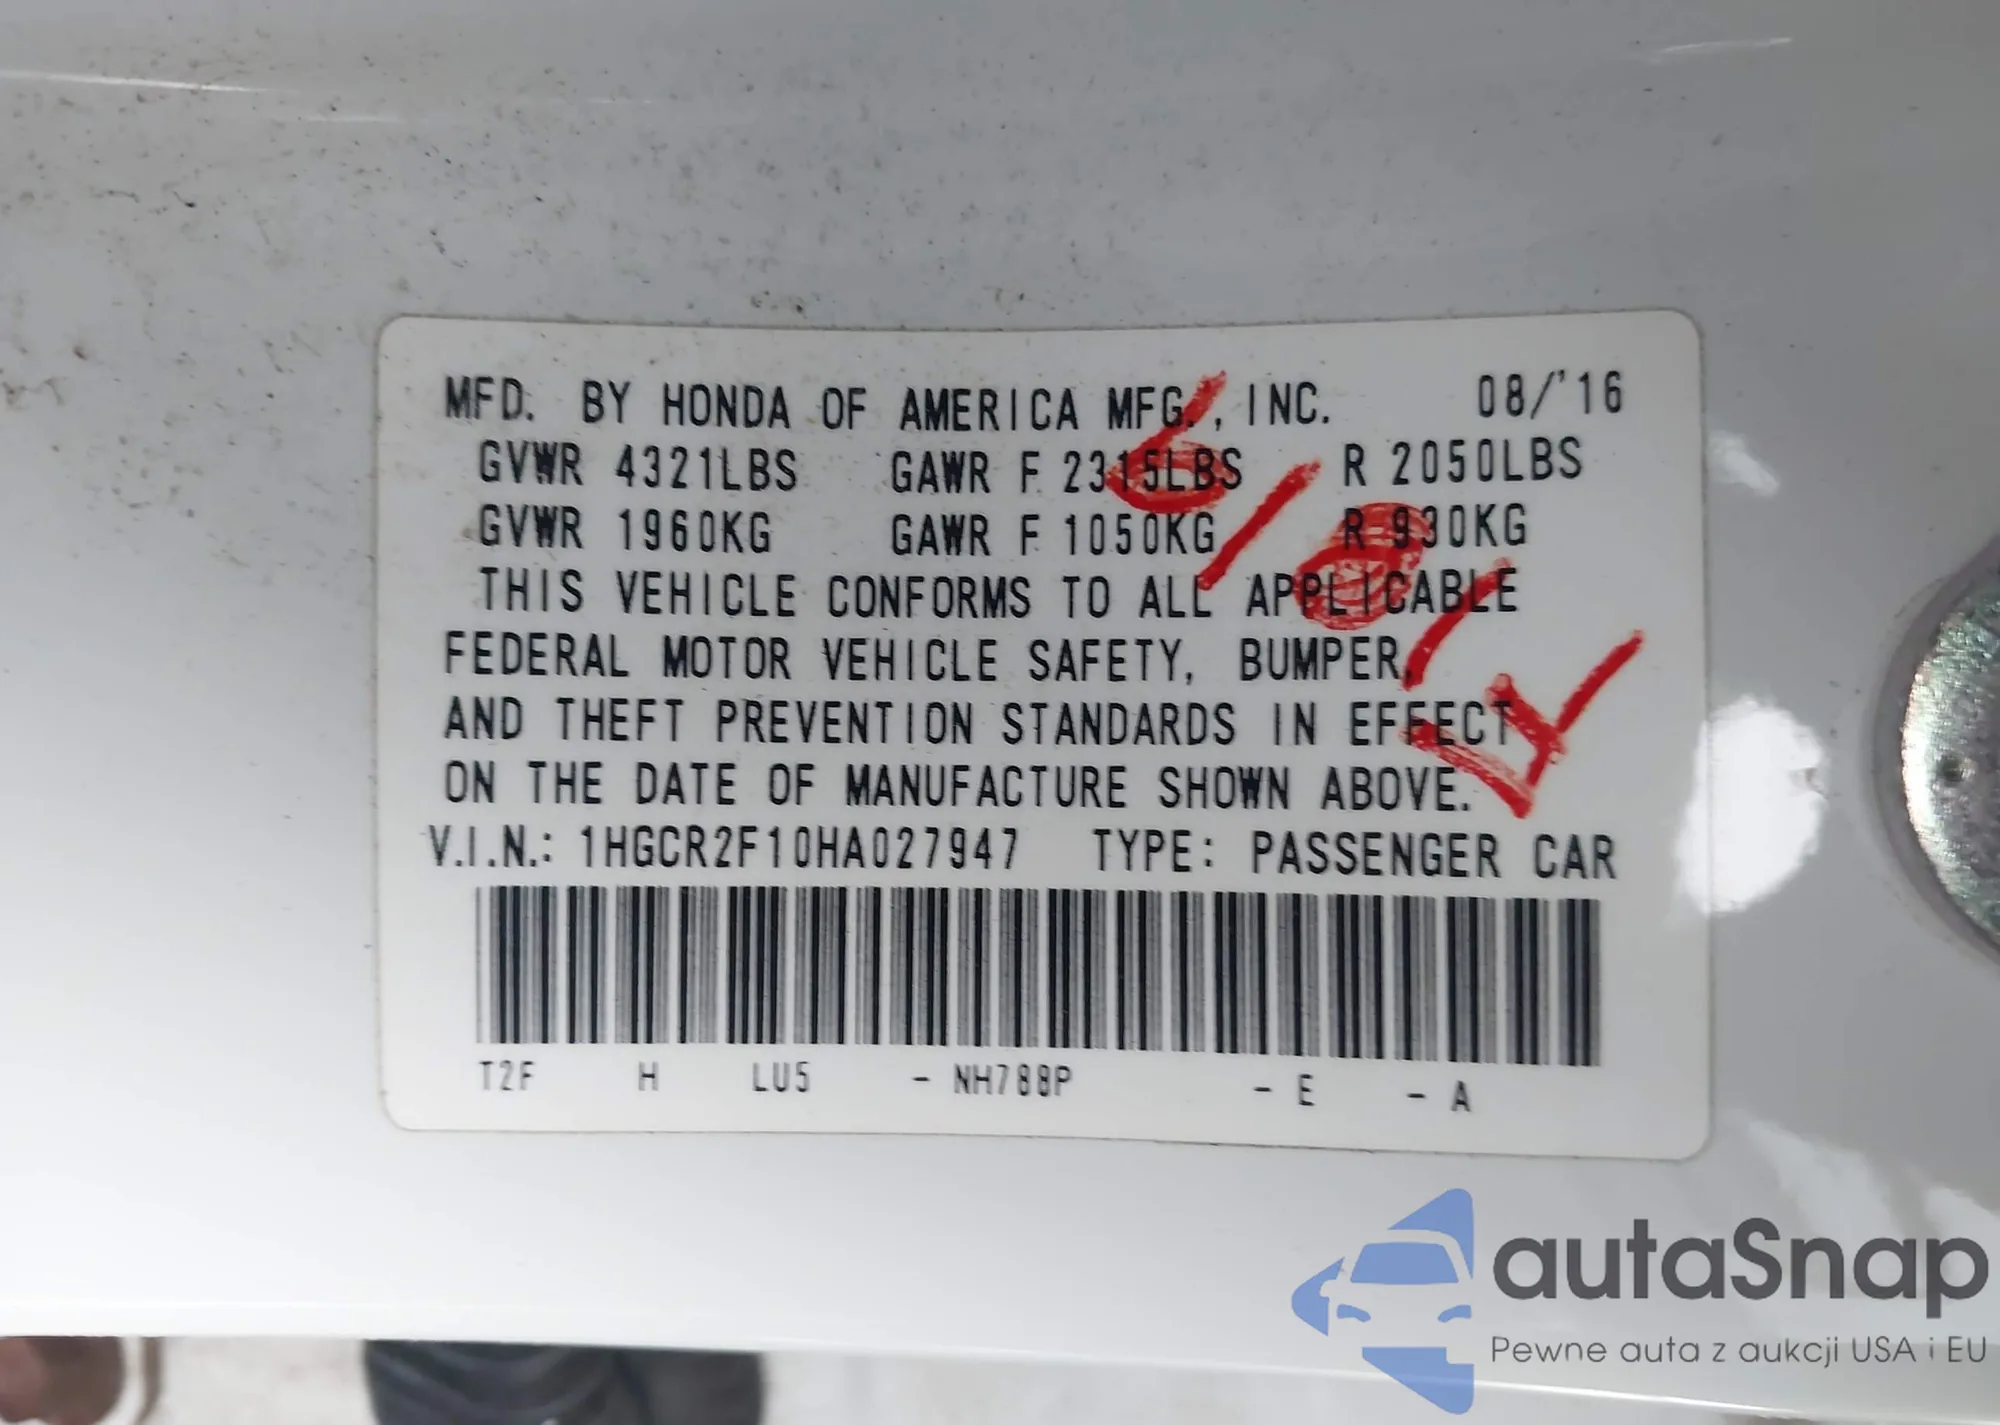 MFD. BY HONDA OF AMERICA MFG., INC. 08/'16
GVWR 4321LBS GAWR F 2315LBS R 2050LBS
GVWR 1960KG GAWR F 1050KG R 930KG
THIS VEHICLE CONFORMS TO ALL APPLICABLE
FEDERAL MOTOR VEHICLE SAFETY, BUMPER,
AND THEFT PREVENTION STANDARDS IN EFFECT
ON THE DATE OF MANUFACTURE SHOWN ABOVE.
V.I.N.: 1HGCR2F10HA027947 TYPE: PASSENGER CAR
T2F H LU5 - NH788P - E - A
autaSnap
Pewne auta z aukcji USA i EU